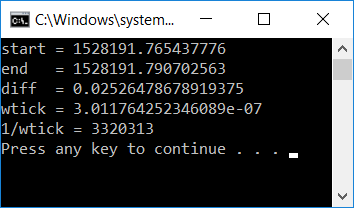 C:\Windows\system...
start = 1528191.765437776
end   = 1528191.790702563
diff  = 0.02526478678919375
wtick = 3.011764252346089e-07
1/wtick = 3320313
Press any key to continue . . .